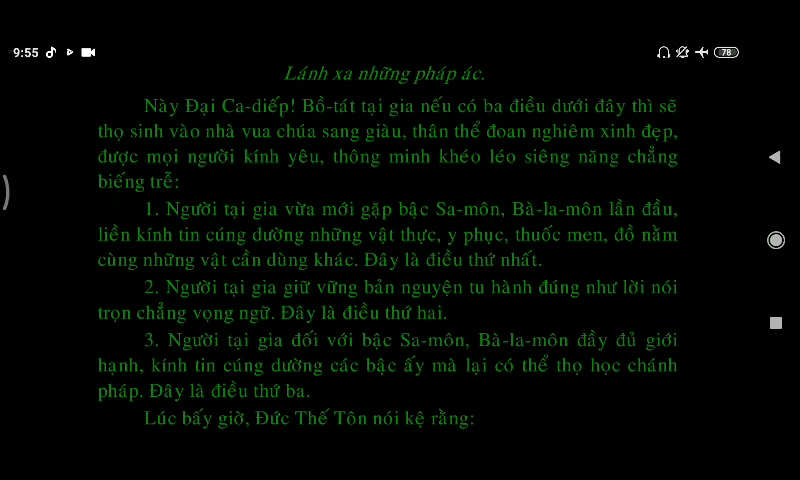 9:55
78
Lánh xa những pháp ác.
Này Đại Ca-diếp! Bồ-tát tại gia nếu có ba điều dưới đây thì sẽ
thọ sinh vào nhà vua chúa sang giàu, thân thể đoan nghiêm xinh đẹp,
được mọi người kính yêu, thông minh khéo léo siêng năng chẳng
biếng trễ:
1. Người tại gia vừa mới gặp bậc Sa-môn, Bà-la-môn lần đầu,
liền kính tin cúng dường những vật thực, y phục, thuốc men, đồ nằm
cùng những vật cần dùng khác. Đây là điều thứ nhất.
2. Người tại gia giữ vững bản nguyện tu hành đúng như lời nói
trọn chẳng vọng ngữ. Đây là điều thứ hai.
3. Người tại gia đối với bậc Sa-môn, Bà-la-môn đầy đủ giới
hạnh, kính tin cúng dường các bậc ấy mà lại có thể thọ học chánh
pháp. Đây là điều thứ ba.
Lúc bấy giờ, Đức Thế Tôn nói kệ rằng: